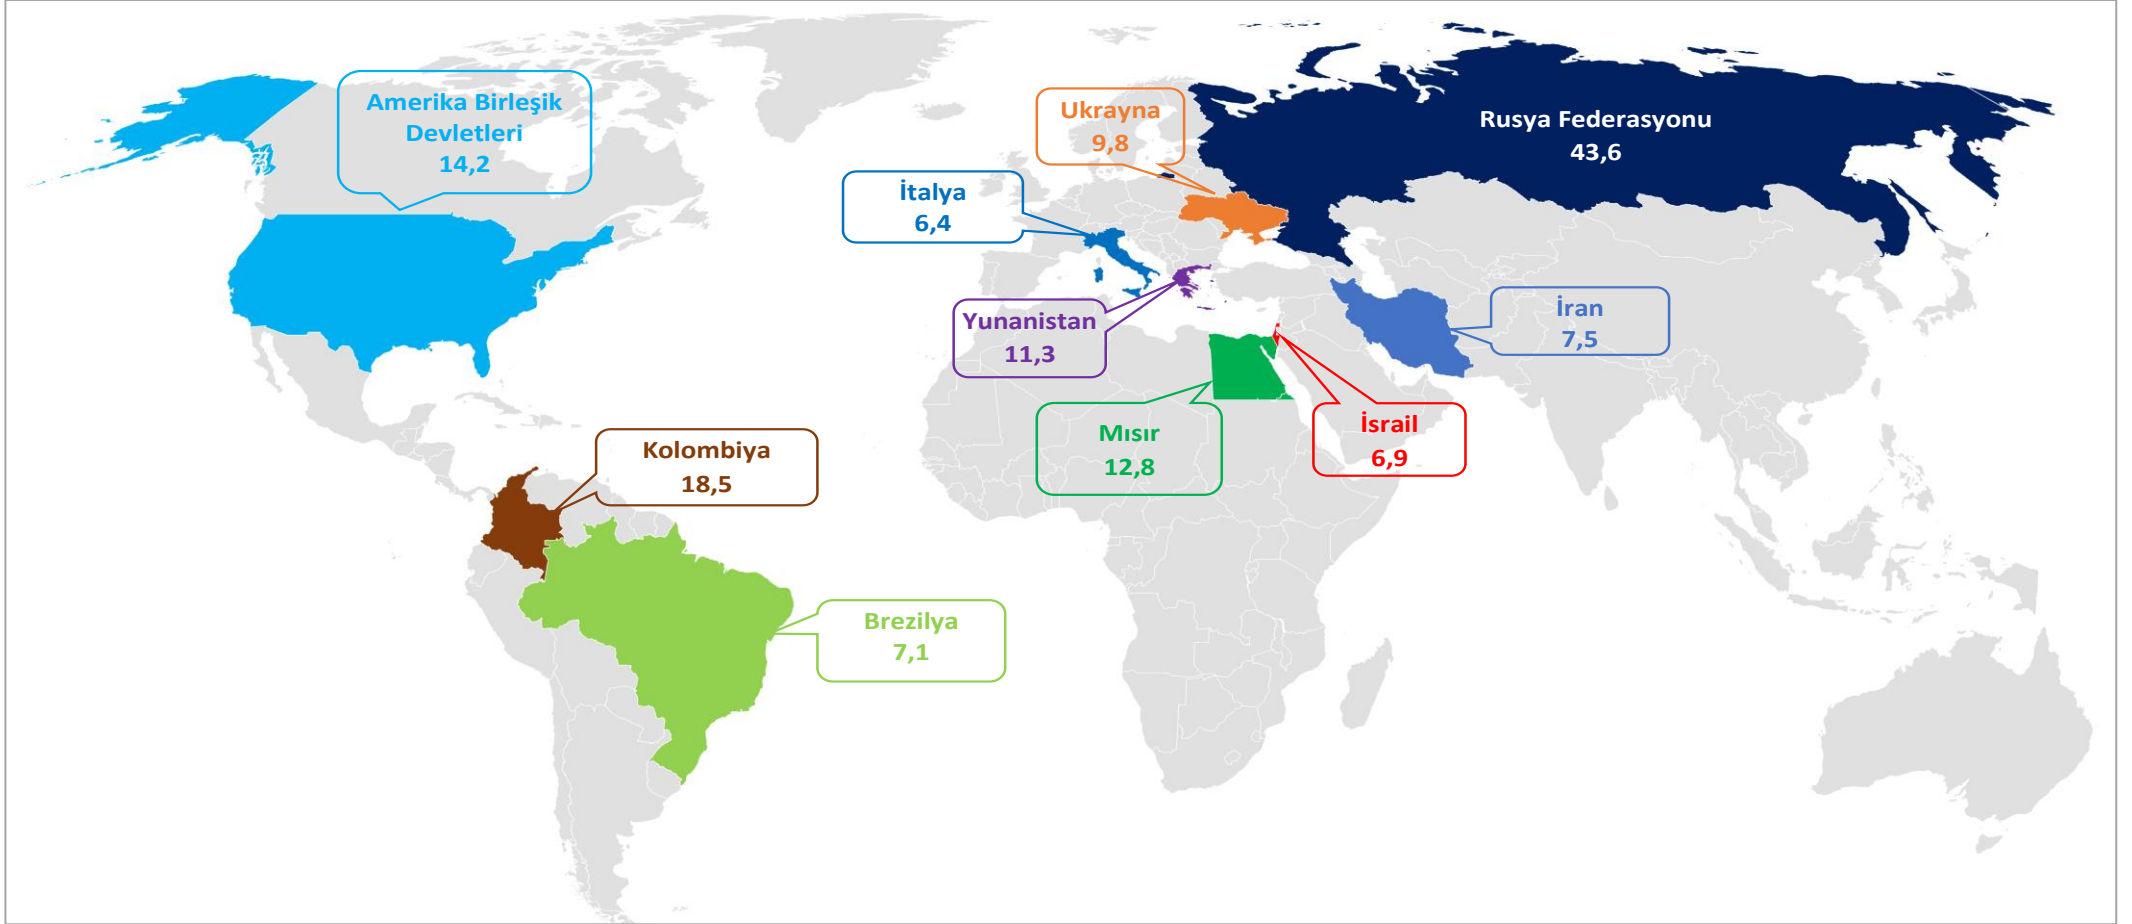 Amerika Birleşik
Devletleri
14,2
Ukrayna
9,8
Rusya Federasyonu
43,6
İtalya
6,4
Yunanistan
11,3
İran
7,5
Mısır
12,8
İsrail
6,9
Kolombiya
18,5
Brezilya
7,1